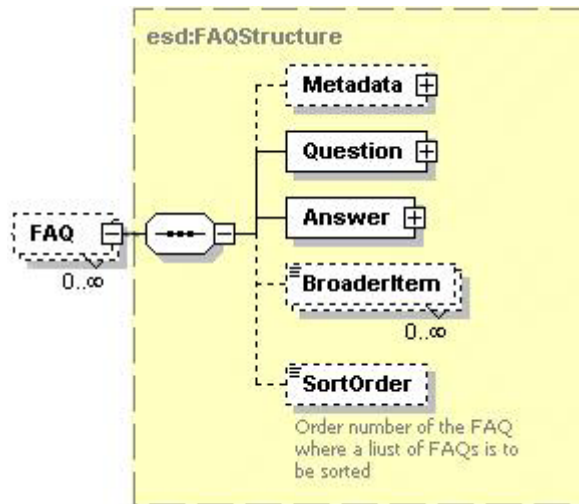 esd:FAQStructure
Metadata
Question
Answer
FAQ
0..∞
BroaderItem
0..∞
SortOrder
Order number of the FAQ
where a liust of FAQs is to
be sorted